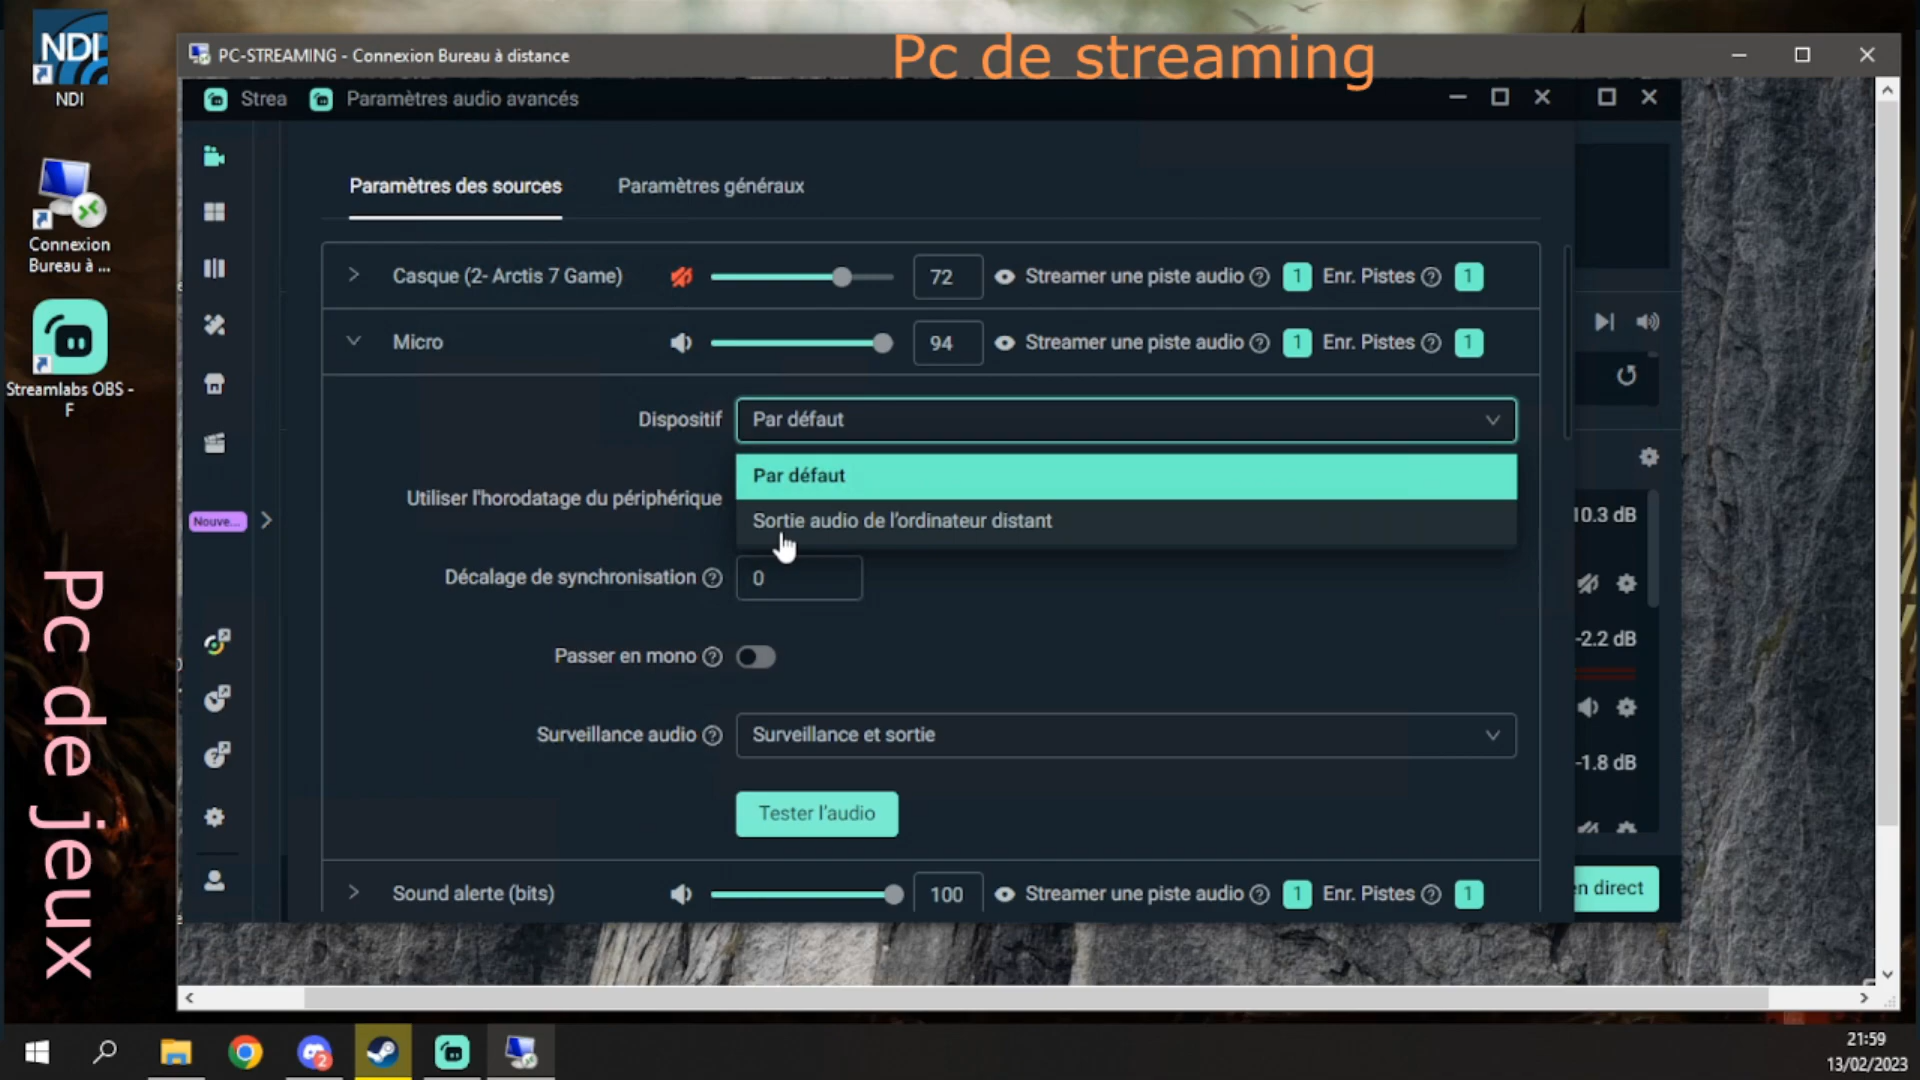 NDI
NDI
PC-STREAMING - Connexion Bureau à distance
Pc de streaming
Strea
Paramètres audio avancés
Connexion
Bureau à ...
Streamlabs OBS -
F
Paramètres des sources
Paramètres généraux
Casque (2- Arctis 7 Game)
72
Streamer une piste audio ? 1
Enr. Pistes ? 1
Micro
94
Streamer une piste audio ? 1
Enr. Pistes ? 1
Dispositif
Par défaut
Par défaut
Sortie audio de l'ordinateur distant
Utiliser l'horodatage du périphérique
Nouve...
Décalage de synchronisation ?
0
Passer en mono ?
Surveillance audio ?
Surveillance et sortie
Tester l'audio
Sound alerte (bits)
100
Streamer une piste audio ? 1
Enr. Pistes ? 1
10.3 dB
-2.2 dB
-1.8 dB
en direct
Pc de jeux
2
21:59
13/02/2023